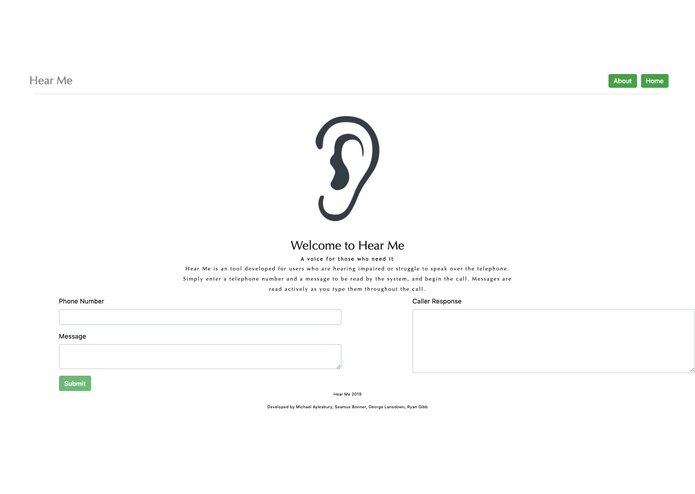 Hear Me
About
Home
Welcome to Hear Me
A voice for those who need it
Hear Me is an tool developed for users who are hearing impaired or struggle to speak over the telephone.
Simply enter a telephone number and a message to be read by the system, and begin the call. Messages are
read actively as you type them throughout the call.
Phone Number
Message
Submit
Caller Response
Hear Me 2019
Developed by Michael Aylesbury, Seamus Bonner, George Lansdown, Ryan Gibb